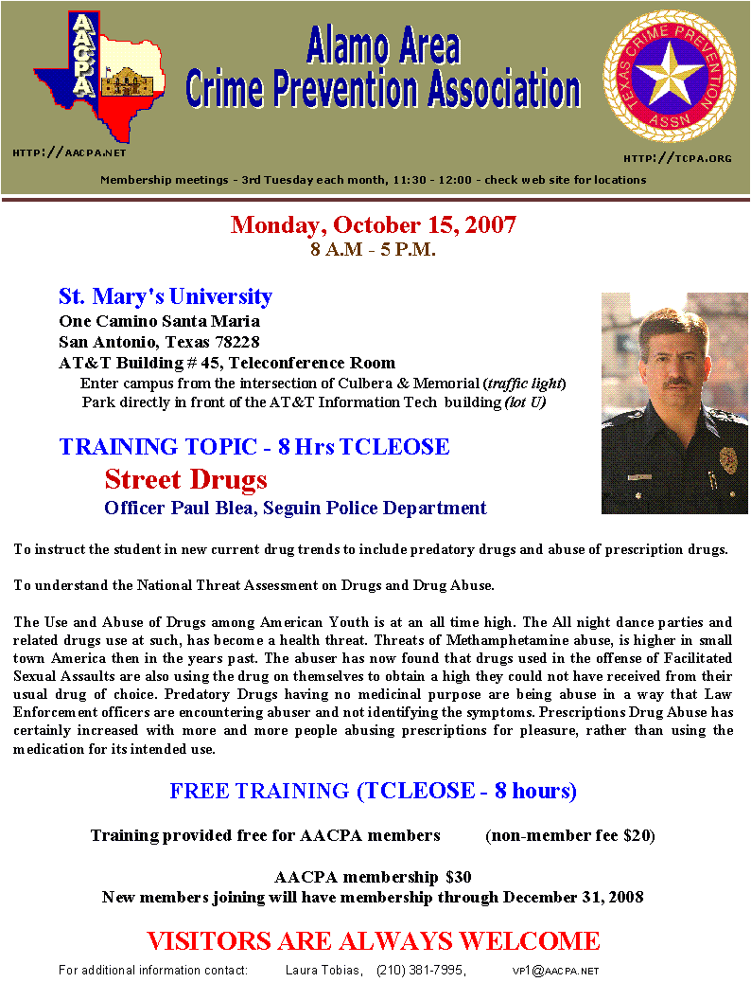 AACPA
Alamo Area
Crime Prevention Association
TEXAS CRIME PREVENTION
ASSN
HTTP://AACPA.NET
HTTP://TCPA.ORG
Membership meetings - 3rd Tuesday each month, 11:30 - 12:00 - check web site for locations
Monday, October 15, 2007
8 A.M - 5 P.M.
St. Mary's University
One Camino Santa Maria
San Antonio, Texas 78228
AT&T Building # 45, Teleconference Room
Enter campus from the intersection of Culbera & Memorial (traffic light)
Park directly in front of the AT&T Information Tech building (lot U)
TRAINING TOPIC - 8 Hrs TCLEOSE
Street Drugs
Officer Paul Blea, Seguin Police Department
To instruct the student in new current drug trends to include predatory drugs and abuse of prescription drugs.
To understand the National Threat Assessment on Drugs and Drug Abuse.
The Use and Abuse of Drugs among American Youth is at an all time high. The All night dance parties and
related drugs use at such, has become a health threat. Threats of Methamphetamine abuse, is higher in small
town America then in the years past. The abuser has now found that drugs used in the offense of Facilitated
Sexual Assaults are also using the drug on themselves to obtain a high they could not have received from their
usual drug of choice. Predatory Drugs having no medicinal purpose are being abuse in a way that Law
Enforcement officers are encountering abuser and not identifying the symptoms. Prescriptions Drug Abuse has
certainly increased with more and more people abusing prescriptions for pleasure, rather than using the
medication for its intended use.
FREE TRAINING (TCLEOSE - 8 hours)
Training provided free for AACPA members (non-member fee $20)
AACPA membership $30
New members joining will have membership through December 31, 2008
VISITORS ARE ALWAYS WELCOME
For additional information contact: Laura Tobias, (210) 381-7995, VP1@AACPA.NET